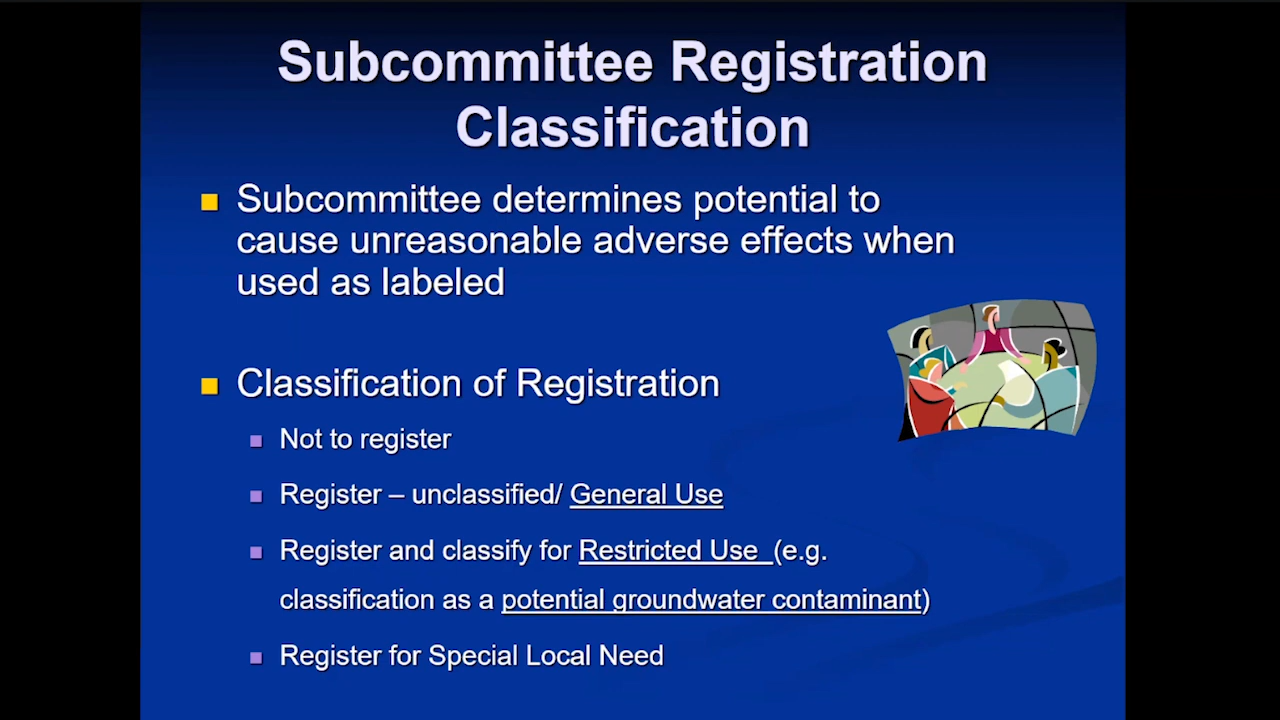 Subcommittee Registration
Classification
Subcommittee determines potential to
cause unreasonable adverse effects when
used as labeled
Classification of Registration
Not to register
Register – unclassified/ General Use
Register and classify for Restricted Use (e.g.
classification as a potential groundwater contaminant)
Register for Special Local Need